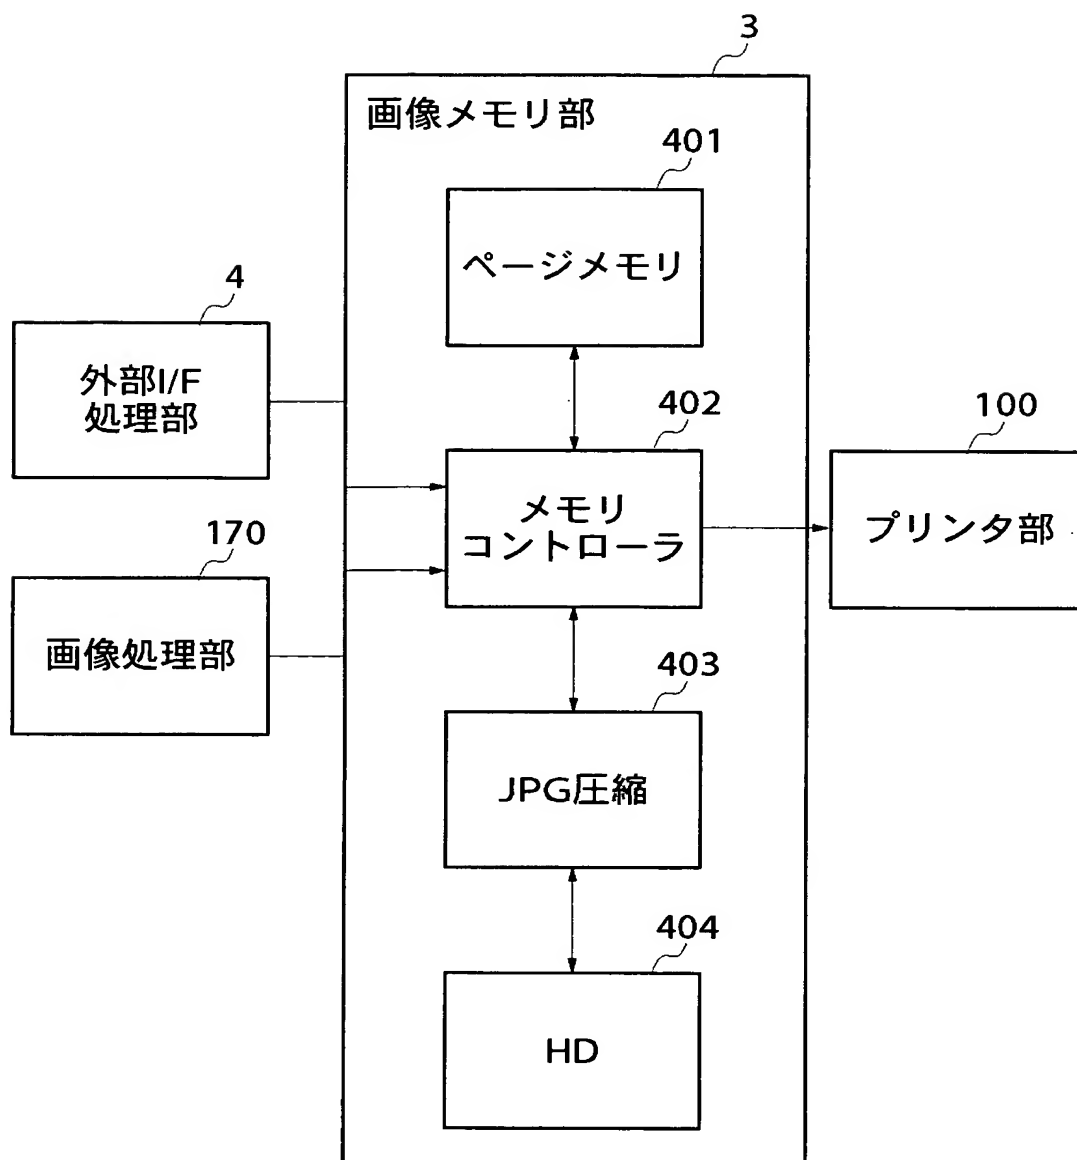 3
画像メモリ部
401
ページメモリ
4
外部I/F
処理部
402
メモリ
コントローラ
100
プリンタ部
170
画像処理部
403
JPG圧縮
404
HD